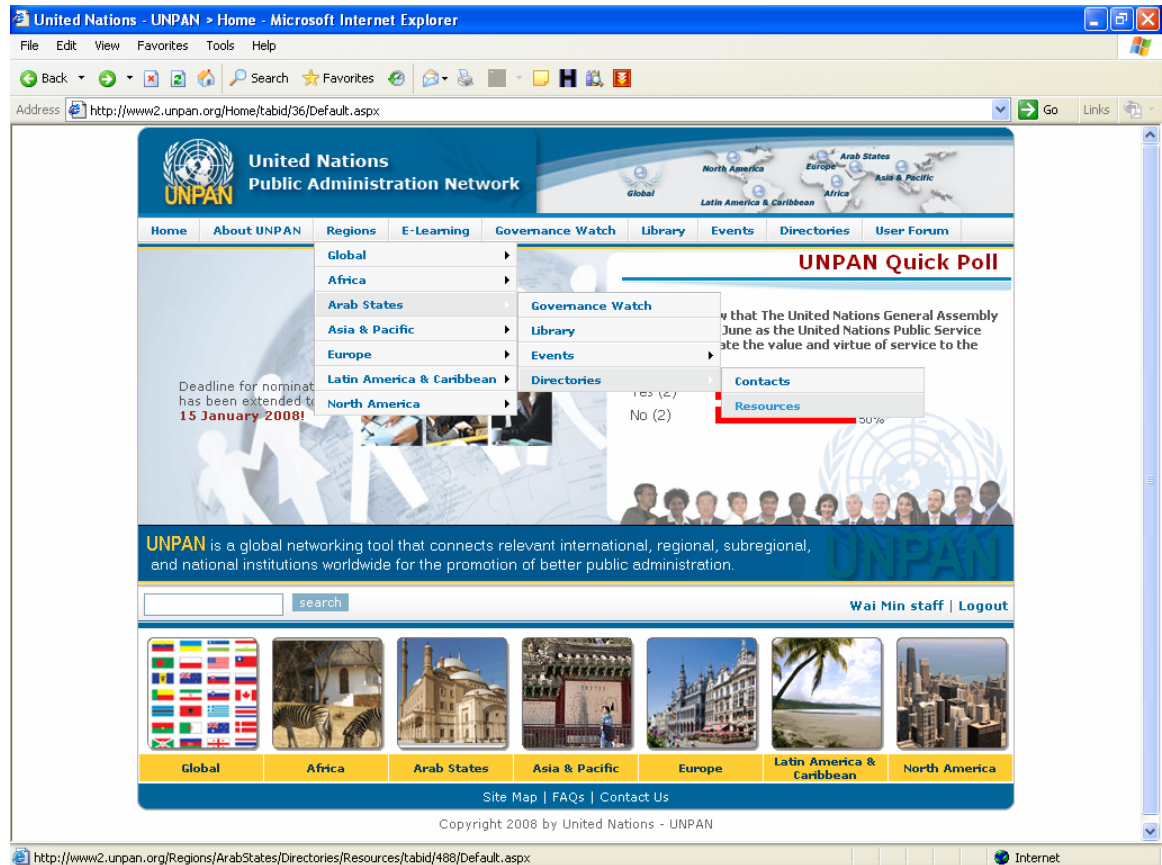 United Nations - UNPAN > Home - Microsoft Internet Explorer
File Edit View Favorites Tools Help
Back Search Favorites
Address http://www2.unpan.org/Home/tabid/36/Default.aspx Go Links
UNPAN
United Nations
Public Administration Network
Global
North America
Latin America & Caribbean
Europe
Arab States
Africa
Asia & Pacific
Home About UNPAN Regions E-Learning Governance Watch Library Events Directories User Forum
Global
Africa
Arab States
Asia & Pacific
Europe
Latin America & Caribbean
North America
Governance Watch
Library
Events
Directories
Contacts
Resources
UNPAN Quick Poll
that The United Nations General Assembly
June as the United Nations Public Service
ate the value and virtue of service to the
Yes (2)
No (2)
50%
Deadline for nominat
has been extended t
15 January 2008!
UNPAN is a global networking tool that connects relevant international, regional, subregional,
and national institutions worldwide for the promotion of better public administration.
UNPAN
search
Wai Min staff | Logout
Global Africa Arab States Asia & Pacific Europe Latin America & Caribbean North America
Site Map | FAQs | Contact Us
Copyright 2008 by United Nations - UNPAN
http://www2.unpan.org/Regions/ArabStates/Directories/Resources/tabid/488/Default.aspx Internet